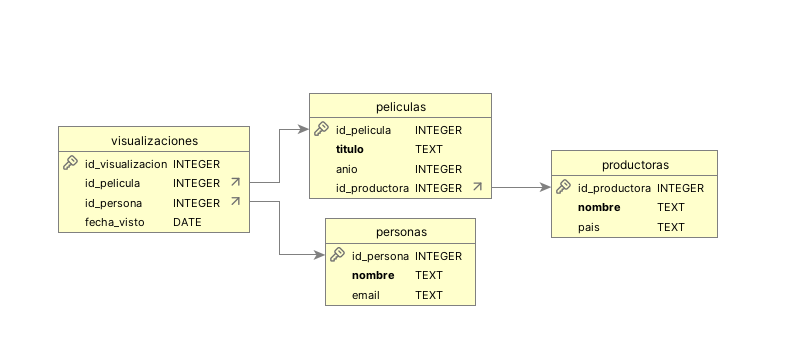 visualizaciones
id_visualizacion INTEGER
id_pelicula INTEGER
id_persona INTEGER
fecha_visto DATE
peliculas
id_pelicula INTEGER
titulo TEXT
anio INTEGER
id_productora INTEGER
personas
id_persona INTEGER
nombre TEXT
email TEXT
productoras
id_productora INTEGER
nombre TEXT
pais TEXT